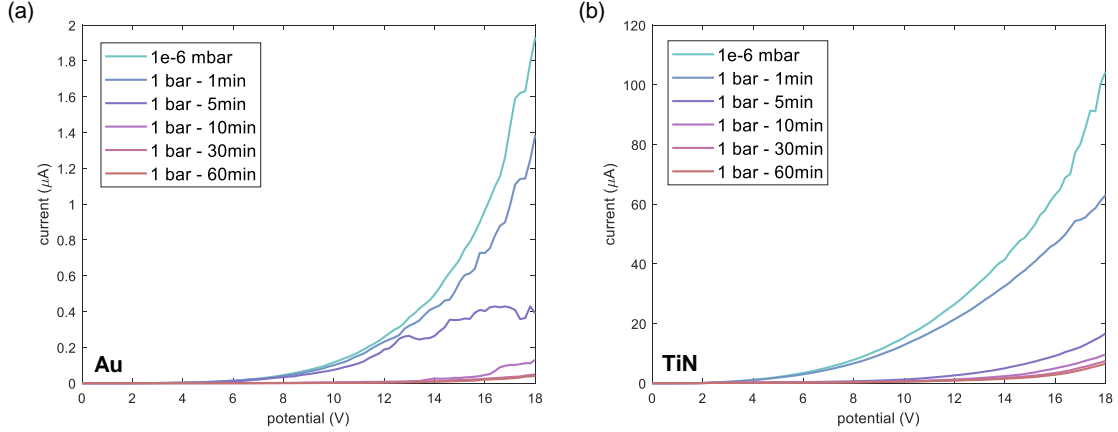 (a)
2
1.8
1.6
1.4
1.2
1
0.8
0.6
0.4
0.2
0
current (μA)
1e-6 mbar
1 bar - 1min
1 bar - 5min
1 bar - 10min
1 bar - 30min
1 bar - 60min
Au
0 2 4 6 8 10 12 14 16 18
potential (V)
(b)
120
100
80
60
40
20
0
current (μA)
1e-6 mbar
1 bar - 1min
1 bar - 5min
1 bar - 10min
1 bar - 30min
1 bar - 60min
TiN
0 2 4 6 8 10 12 14 16 18
potential (V)